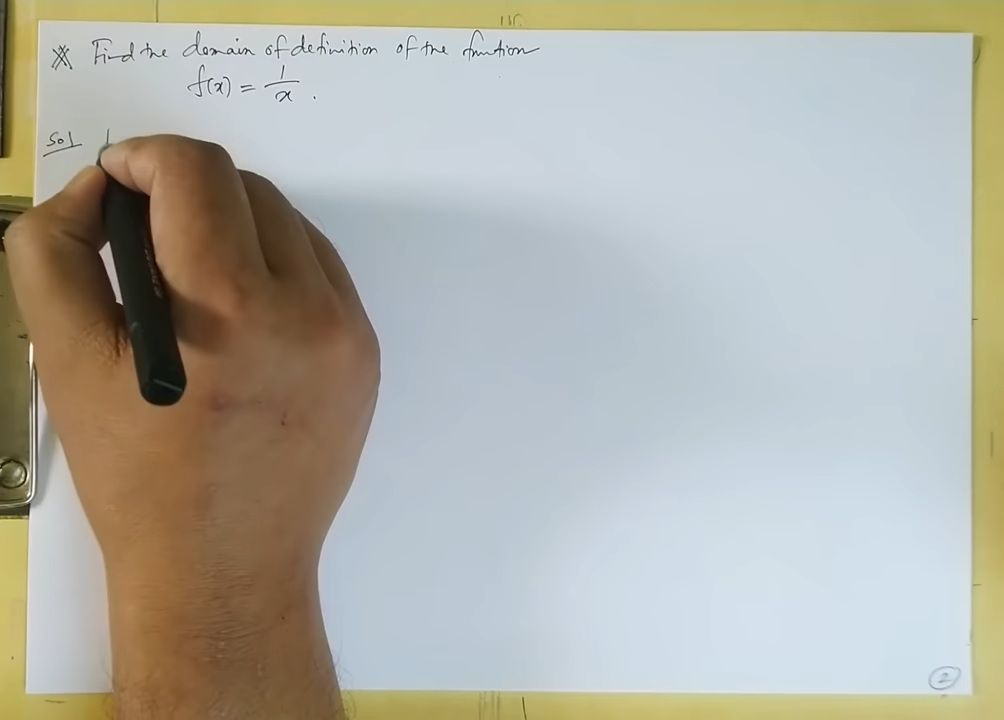 ※ Find the domain of definition of the function
f(x) = 1/x .
Sol
2